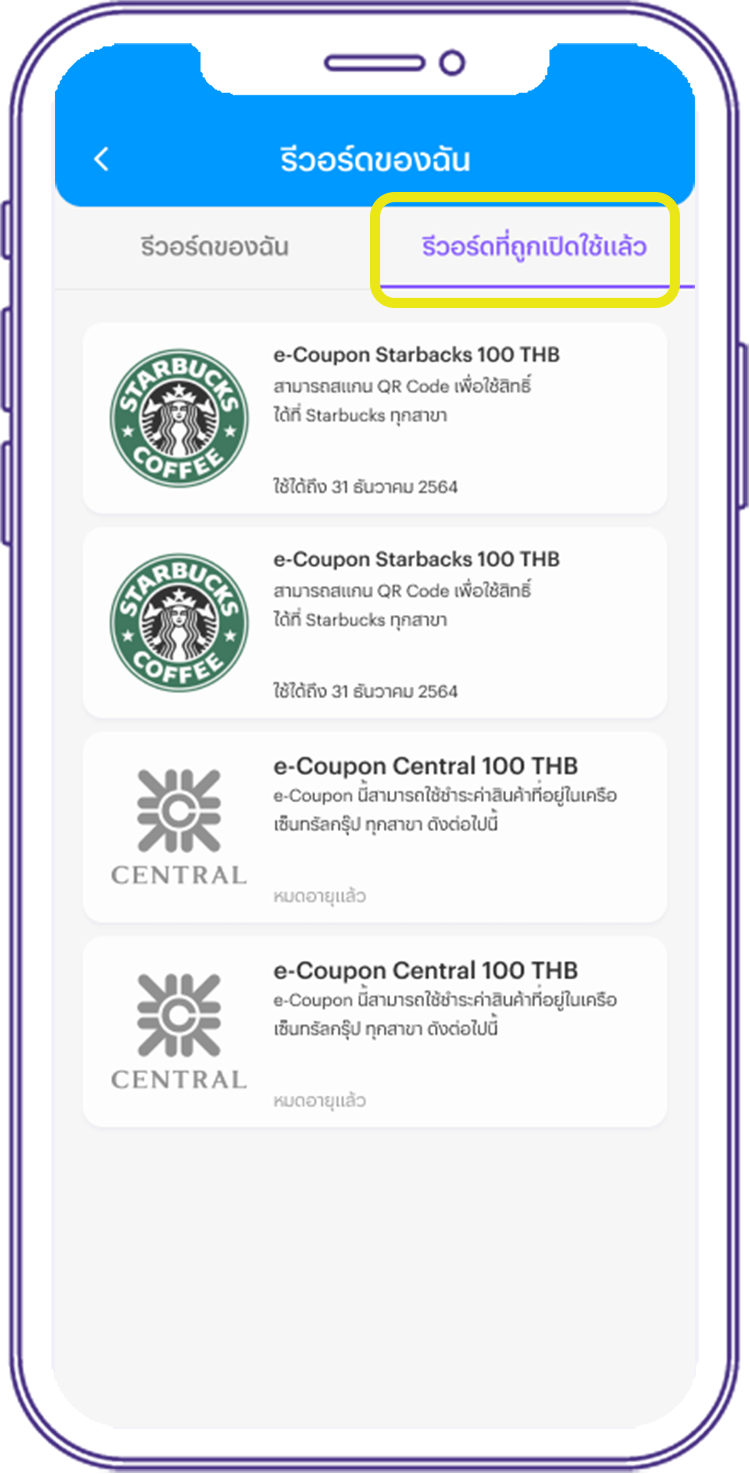 รีวอร์ดของฉัน
รีวอร์ดของฉัน
รีวอร์ดที่ถูกเปิดใช้แล้ว
STARBUCKS
COFFEE
e-Coupon Starbacks 100 THB
สามารถสแกน QR Code เพื่อใช้สิทธิ์
ได้ที่ Starbucks ทุกสาขา
ใช้ได้ถึง 31 ธันวาคม 2564
STARBUCKS
COFFEE
e-Coupon Starbacks 100 THB
สามารถสแกน QR Code เพื่อใช้สิทธิ์
ได้ที่ Starbucks ทุกสาขา
ใช้ได้ถึง 31 ธันวาคม 2564
CENTRAL
e-Coupon Central 100 THB
e-Coupon นี้สามารถใช้ชำระค่าสินค้าที่อยู่ในเครือ
เซ็นทรัลกรุ๊ป ทุกสาขา ดังต่อไปนี้
หมดอายุแล้ว
CENTRAL
e-Coupon Central 100 THB
e-Coupon นี้สามารถใช้ชำระค่าสินค้าที่อยู่ในเครือ
เซ็นทรัลกรุ๊ป ทุกสาขา ดังต่อไปนี้
หมดอายุแล้ว